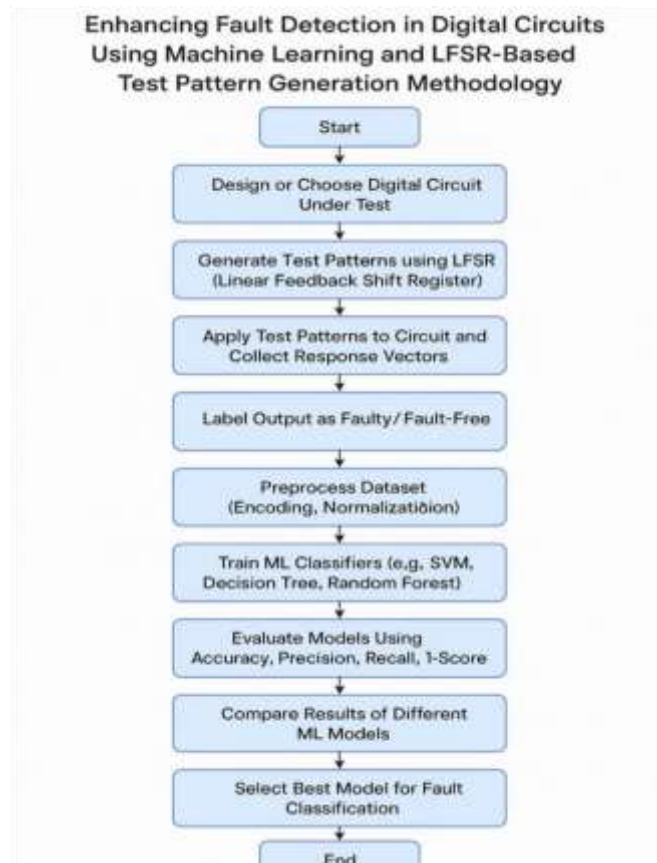 Enhancing Fault Detection in Digital Circuits
Using Machine Learning and LFSR-Based
Test Pattern Generation Methodology
Start
Design or Choose Digital Circuit
Under Test
Generate Test Patterns using LFSR
(Linear Feedback Shift Register)
Apply Test Patterns to Circuit and
Collect Response Vectors
Label Output as Faulty/Fault-Free
Preprocess Dataset
(Encoding, Normalizatiòion)
Train ML Classifiers (e,g, SVM,
Decision Tree, Random Forest)
Evaluate Models Using
Accuracy, Precision, Recall, 1-Score
Compare Results of Different
ML Models
Select Best Model for Fault
Classification
End